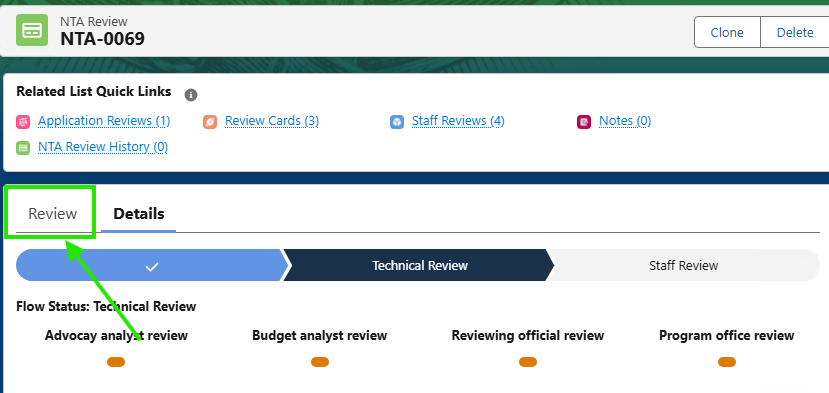 NTA Review
NTA-0069
Clone Delete
Related List Quick Links
Application Reviews (1) Review Cards (3) Staff Reviews (4) Notes (0)
NTA Review History (0)
Review Details
Technical Review Staff Review
Flow Status: Technical Review
Advocay analyst review Budget analyst review Reviewing official review Program office review